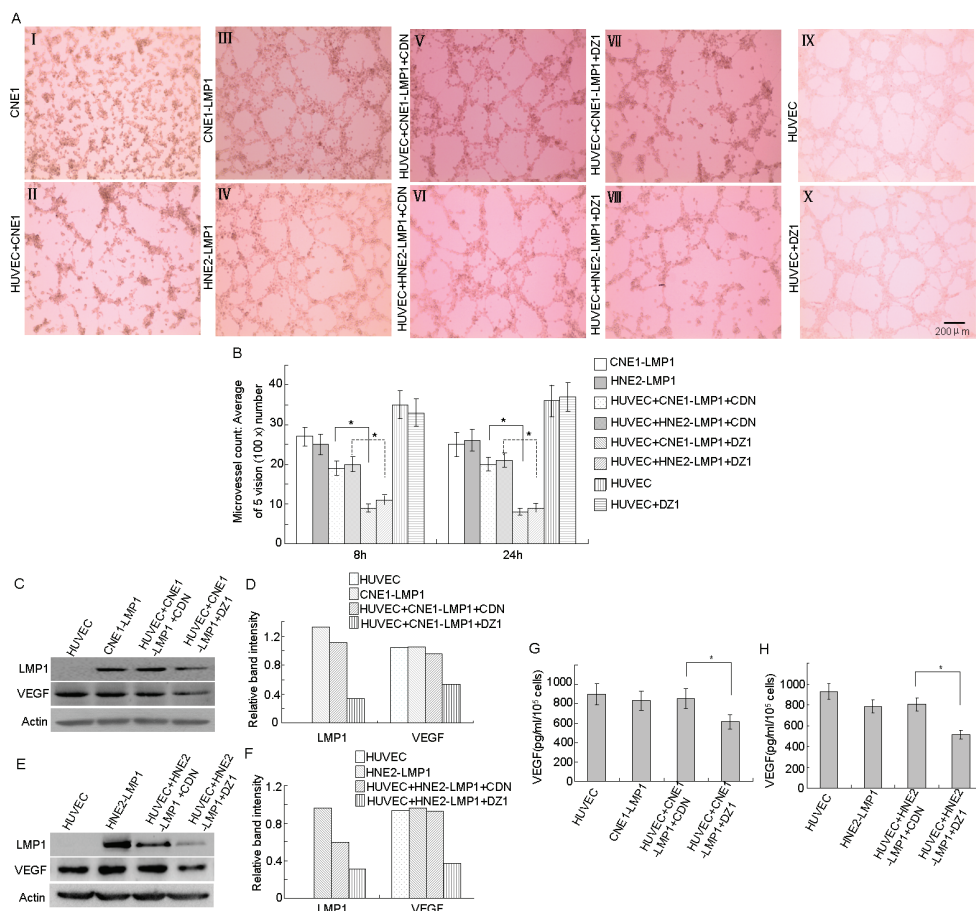 A
I
III
V
VII
IX
CNE1
CNE1-LMP1
HUVEC+CNE1-LMP1+CDN
HUVEC+CNE1-LMP1+DZ1
HUVEC
II
IV
VI
VIII
X
HUVEC+CNE1
HNE2-LMP1
HUVEC+HNE2-LMP1+CDN
HUVEC+HNE2-LMP1+DZ1
HUVEC+DZ1
200μm
B
Microvessel count: Average
of 5 vision (100 x) number
40
30
20
10
0
* * * *
8h 24h
CNE1-LMP1
HNE2-LMP1
HUVEC+CNE1-LMP1+CDN
HUVEC+HNE2-LMP1+CDN
HUVEC+CNE1-LMP1+DZ1
HUVEC+HNE2-LMP1+DZ1
HUVEC
HUVEC+DZ1
C
HUVEC
CNE1-LMP1
HUVEC+CNE1
-LMP1+CDN
HUVEC+CNE1
-LMP1+DZ1
LMP1
VEGF
Actin
D
HUVEC
CNE1-LMP1
HUVEC+CNE1-LMP1+CDN
HUVEC+CNE1-LMP1+DZ1
Relative band intensity
1.2
0.8
0.4
0
LMP1 VEGF
E
HUVEC
HNE2-LMP1
HUVEC+HNE2
-LMP1+CDN
HUVEC+HNE2
-LMP1+DZ1
LMP1
VEGF
Actin
F
HUVEC
HNE2-LMP1
HUVEC+HNE2-LMP1+CDN
HUVEC+HNE2-LMP1+DZ1
Relative band intensity
1.2
0.8
0.4
0
LMP1 VEGF
G
VEGF(pg/ml/10⁵ cells)
1000
800
600
400
200
0
*
HUVEC
CNE1-LMP1
HUVEC+CNE1
-LMP1+CDN
HUVEC+CNE1
-LMP1+DZ1
H
VEGF(pg/ml/10⁵ cells)
1000
800
600
400
200
0
*
HUVEC
HNE2-LMP1
HUVEC+HNE2
-LMP1+CDN
HUVEC+HNE2
-LMP1+DZ1